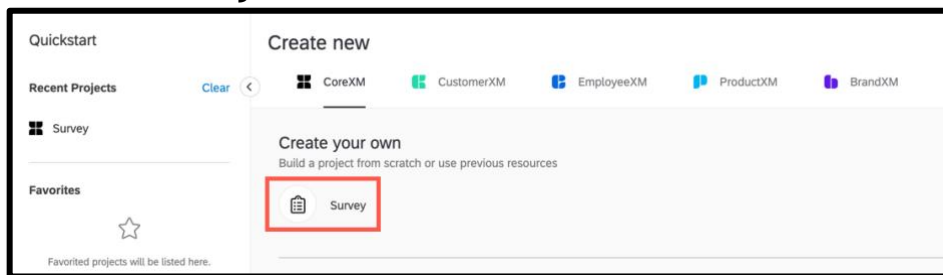 Quickstart
Recent Projects Clear
Survey
Favorites
Favorited projects will be listed here.
Create new
CoreXM CustomerXM EmployeeXM ProductXM BrandXM
Create your own
Build a project from scratch or use previous resources
Survey